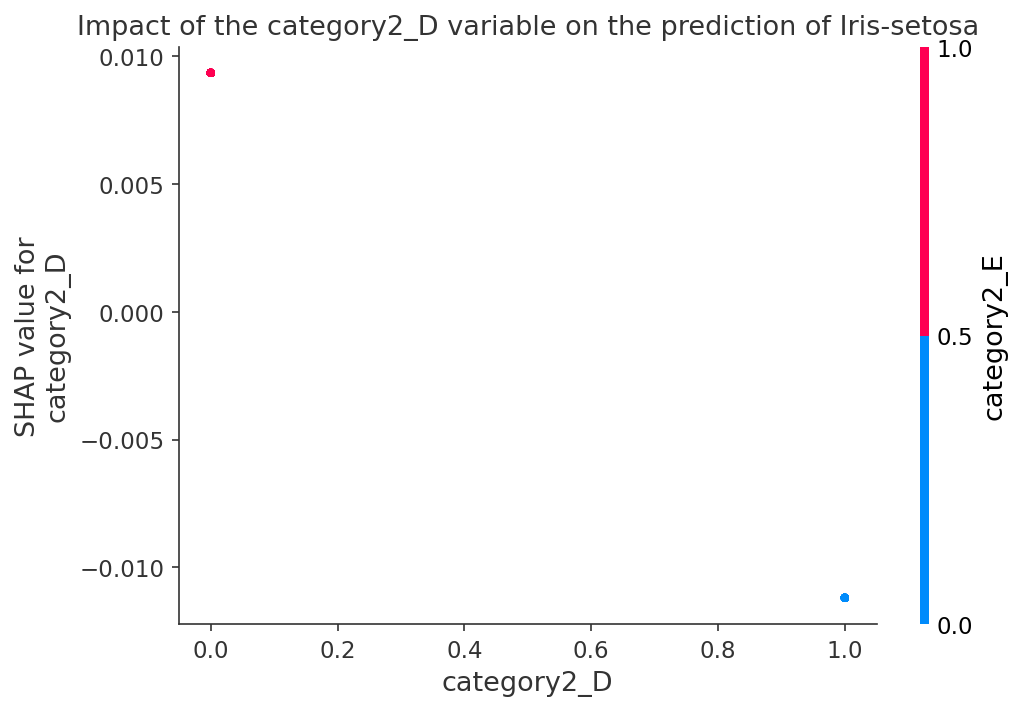 Impact of the category2_D variable on the prediction of Iris-setosa
0.010
0.005
0.000
−0.005
−0.010
SHAP value for
category2_D
0.0
0.2
0.4
0.6
0.8
1.0
category2_D
1.0
0.5
0.0
category2_E